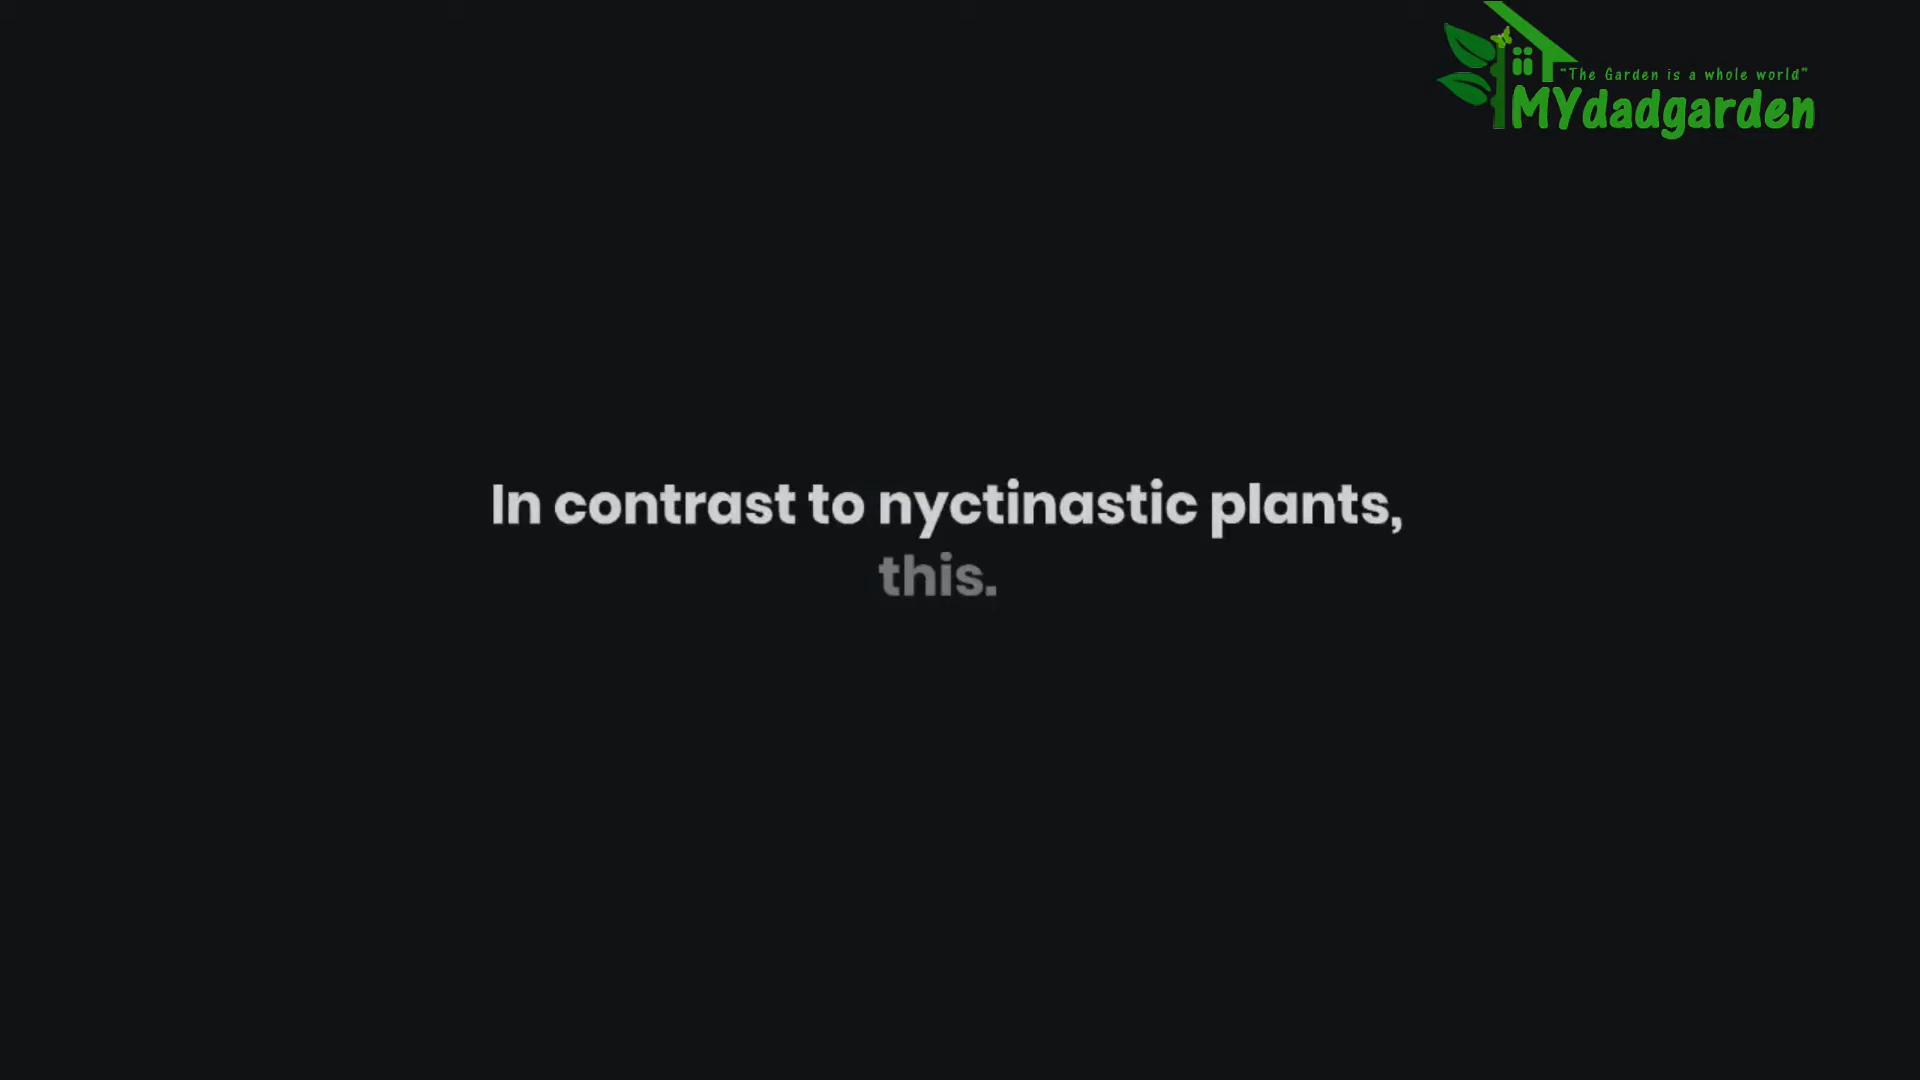 “The Garden is a whole world”
MYdadgarden
In contrast to nyctinastic plants,
this.